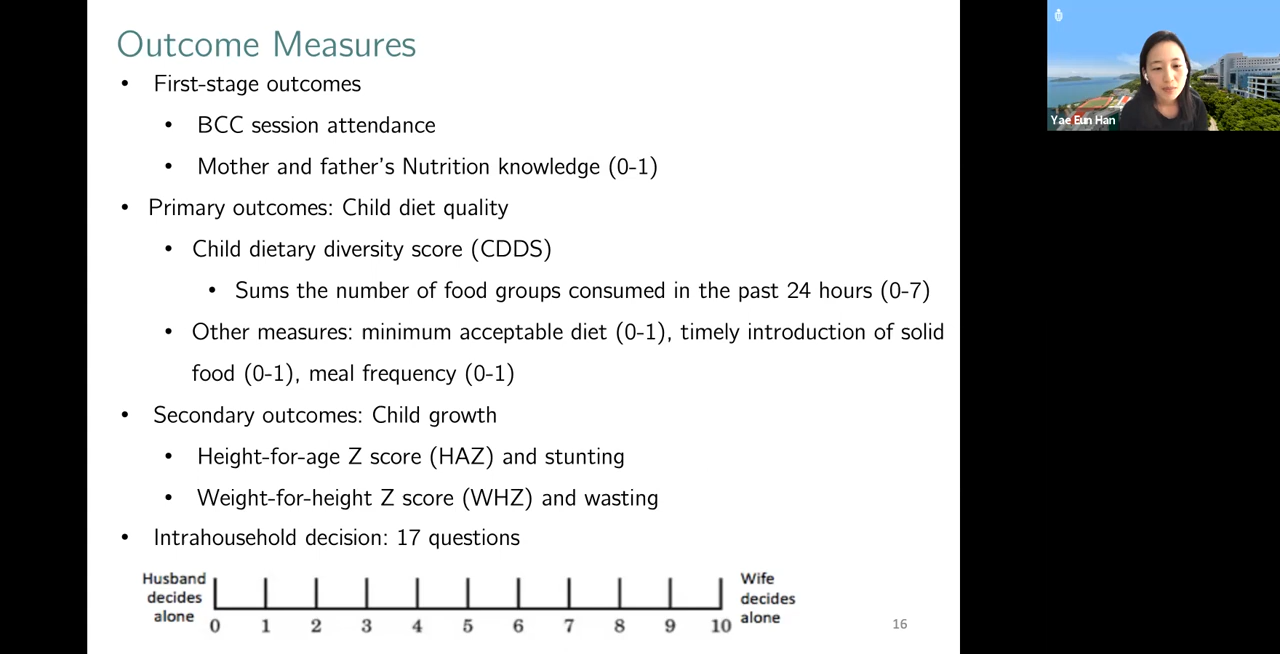 Outcome Measures
• First-stage outcomes
• BCC session attendance
• Mother and father's Nutrition knowledge (0-1)
• Primary outcomes: Child diet quality
• Child dietary diversity score (CDDS)
• Sums the number of food groups consumed in the past 24 hours (0-7)
• Other measures: minimum acceptable diet (0-1), timely introduction of solid
food (0-1), meal frequency (0-1)
• Secondary outcomes: Child growth
• Height-for-age Z score (HAZ) and stunting
• Weight-for-height Z score (WHZ) and wasting
• Intrahousehold decision: 17 questions
Husband
decides
alone
0 1 2 3 4 5 6 7 8 9 10
Wife
decides
alone
16
Yae Eun Han